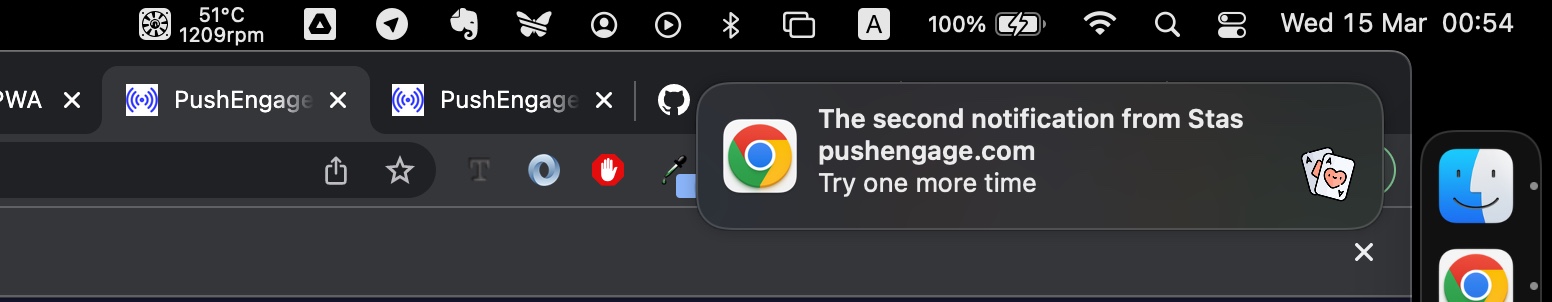 51°C
1209rpm
A
100%
Wed 15 Mar 00:54
PWA
PushEngage
PushEngage
The second notification from Stas
pushengage.com
Try one more time
T